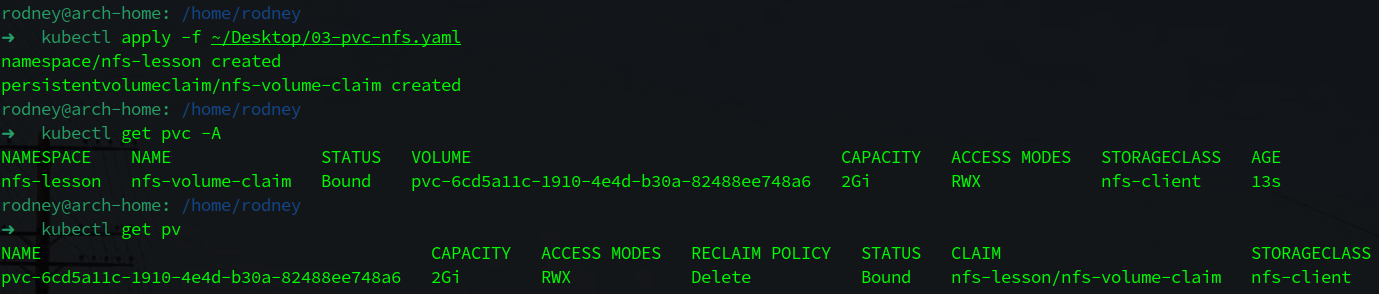 rodney@arch-home: /home/rodney
➜ kubectl apply -f ~/Desktop/03-pvc-nfs.yaml
namespace/nfs-lesson created
persistentvolumeclaim/nfs-volume-claim created
rodney@arch-home: /home/rodney
➜ kubectl get pvc -A
NAMESPACE NAME STATUS VOLUME CAPACITY ACCESS MODES STORAGECLASS AGE
nfs-lesson nfs-volume-claim Bound pvc-6cd5a11c-1910-4e4d-b30a-82488ee748a6 2Gi RWX nfs-client 13s
rodney@arch-home: /home/rodney
➜ kubectl get pv
NAME CAPACITY ACCESS MODES RECLAIM POLICY STATUS CLAIM STORAGECLASS
pvc-6cd5a11c-1910-4e4d-b30a-82488ee748a6 2Gi RWX Delete Bound nfs-lesson/nfs-volume-claim nfs-client